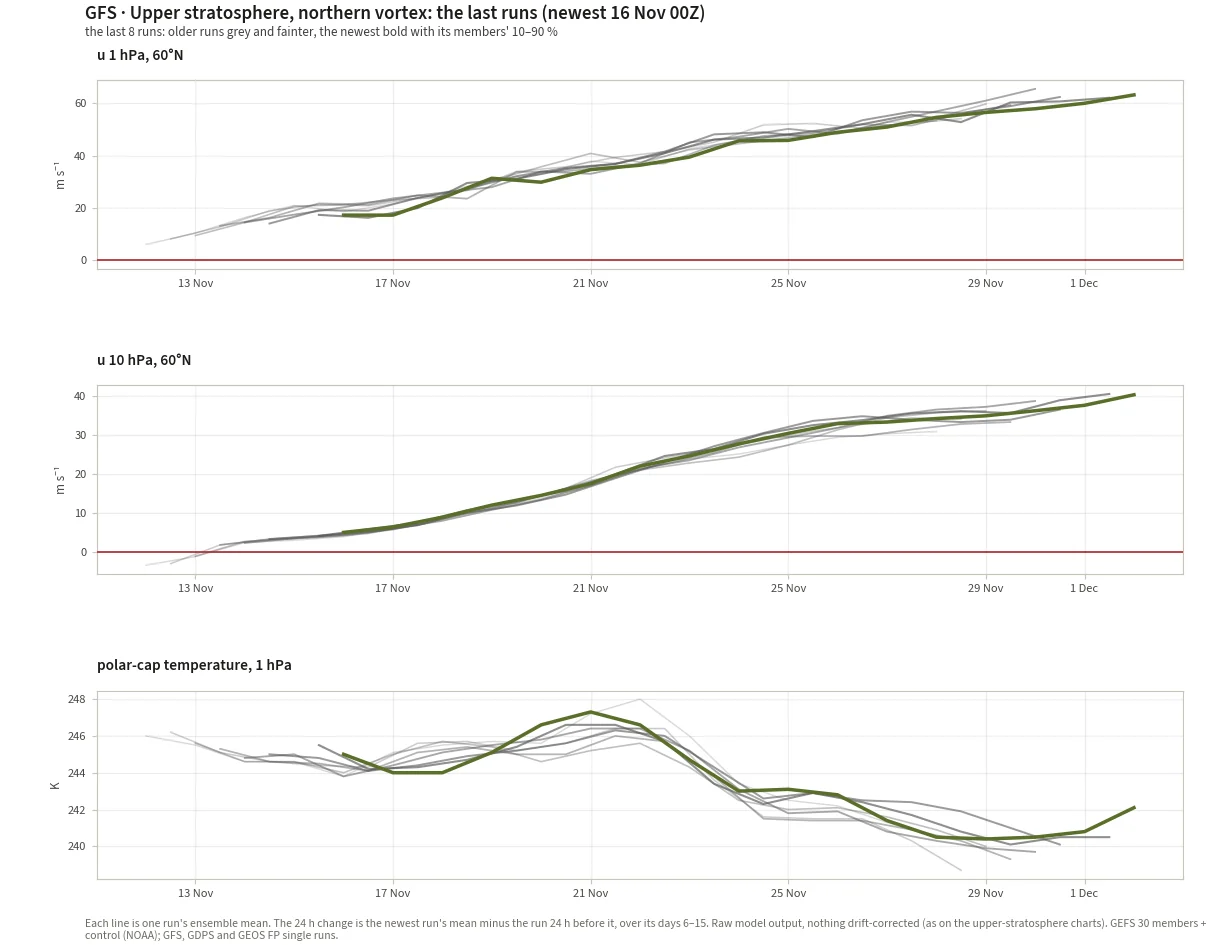 GFS · Upper stratosphere, northern vortex: the last runs (newest 16 Nov 00Z)
the last 8 runs: older runs grey and fainter, the newest bold with its members' 10–90 %
u 1 hPa, 60°N
60
40
20
0
m s⁻¹
13 Nov 17 Nov 21 Nov 25 Nov 29 Nov 1 Dec
u 10 hPa, 60°N
40
30
20
10
0
m s⁻¹
13 Nov 17 Nov 21 Nov 25 Nov 29 Nov 1 Dec
polar-cap temperature, 1 hPa
248
246
244
242
240
K
13 Nov 17 Nov 21 Nov 25 Nov 29 Nov 1 Dec
Each line is one run's ensemble mean. The 24 h change is the newest run's mean minus the run 24 h before it, over its days 6–15. Raw model output, nothing drift-corrected (as on the upper-stratosphere charts). GEFS 30 members +
control (NOAA); GFS, GDPS and GEOS FP single runs.